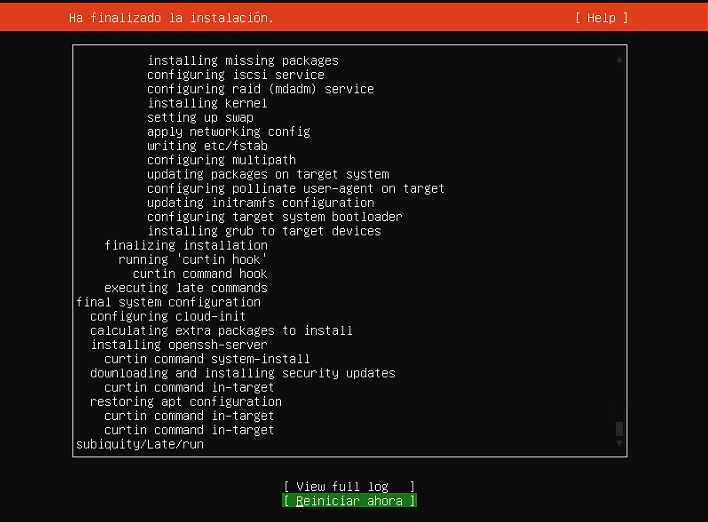 Ha finalizado la instalación.
[ Help ]
installing missing packages
configuring iscsi service
configuring raid (mdadm) service
installing kernel
setting up swap
apply networking config
writing etc/fstab
configuring multipath
updating packages on target system
configuring pollinate user-agent on target
updating initramfs configuration
configuring target system bootloader
installing grub to target devices
finalizing installation
running 'curtin hook'
curtin command hook
executing late commands
final system configuration
configuring cloud-init
calculating extra packages to install
installing openssh-server
curtin command system-install
downloading and installing security updates
curtin command in-target
restoring apt configuration
curtin command in-target
curtin command in-target
subiquity/Late/run
[ View full log ]
[ Reiniciar ahora ]